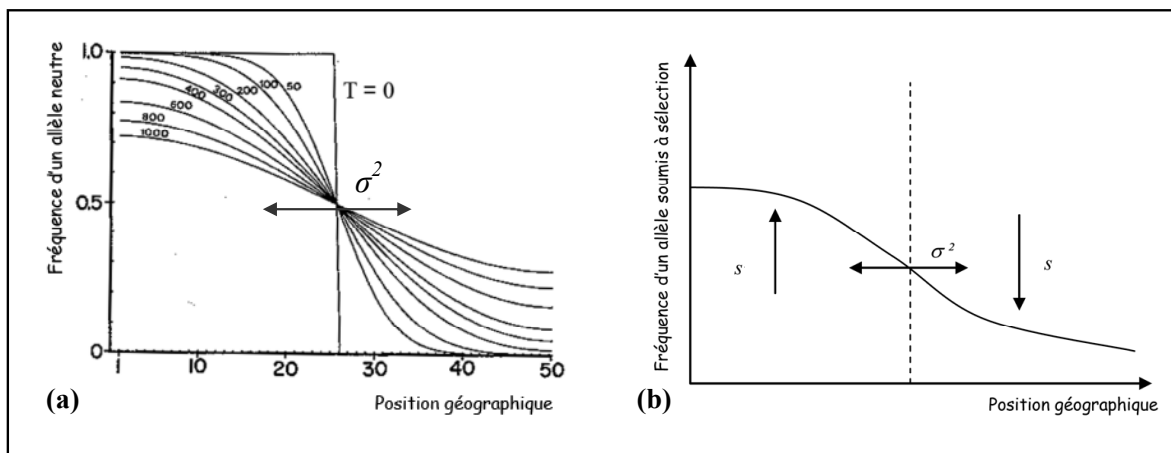 Fréquence d'un allèle neutre
1.0
0.5
0
1
10
20
30
40
50
50
100
200
300
400
600
800
1000
T = 0
σ²
(a)
Position géographique
Fréquence d'un allèle soumis à sélection
s
σ²
s
(b)
Position géographique